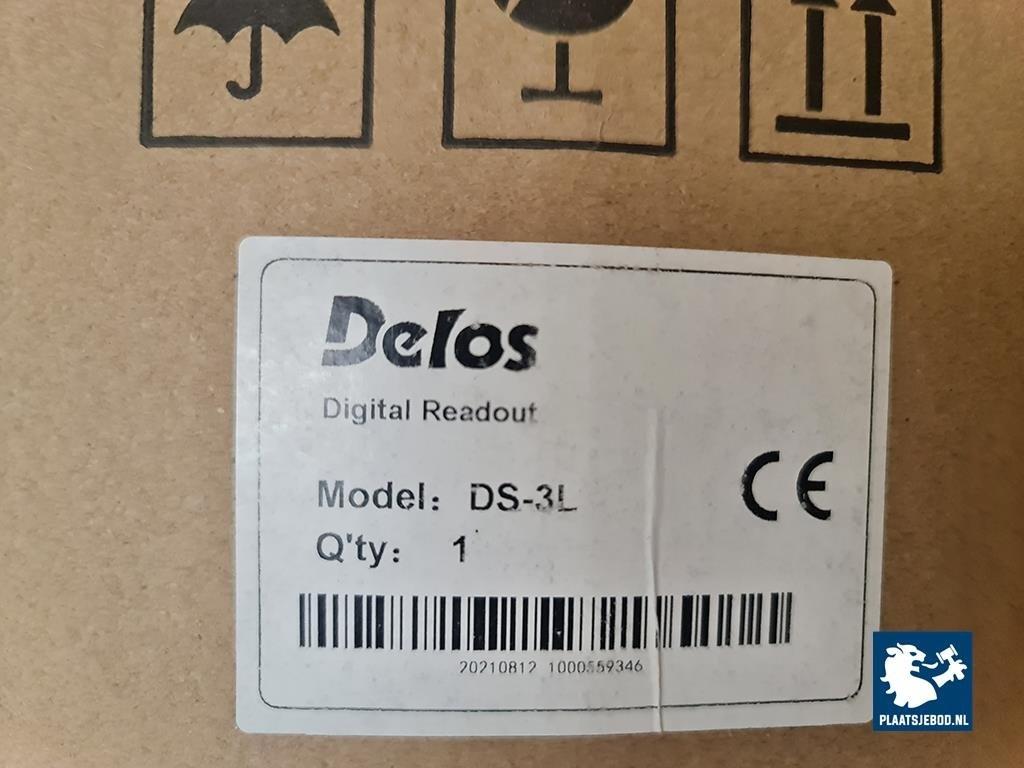 Delos
Digital Readout
Model: DS-3L
Q'ty: 1
CE
20210812 1000559346
PLAATSJEBOD.NL